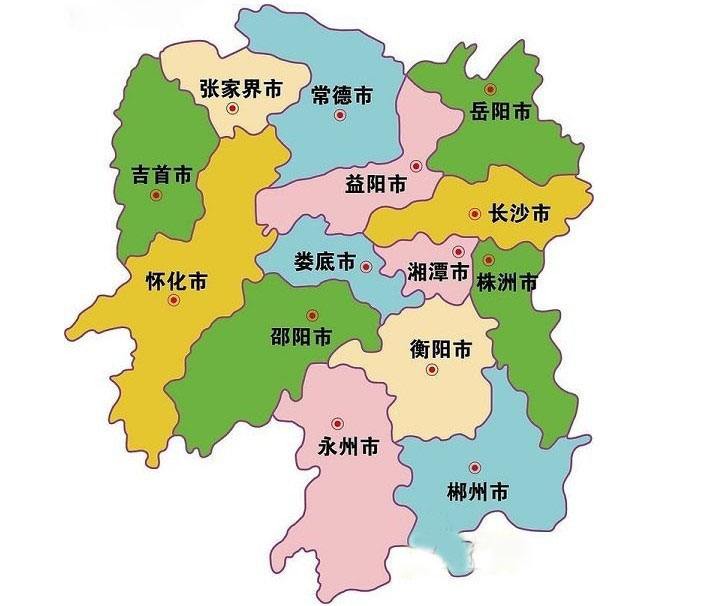 张家界市
常德市
岳阳市
吉首市
益阳市
长沙市
娄底市
湘潭市
株洲市
怀化市
邵阳市
衡阳市
永州市
郴州市